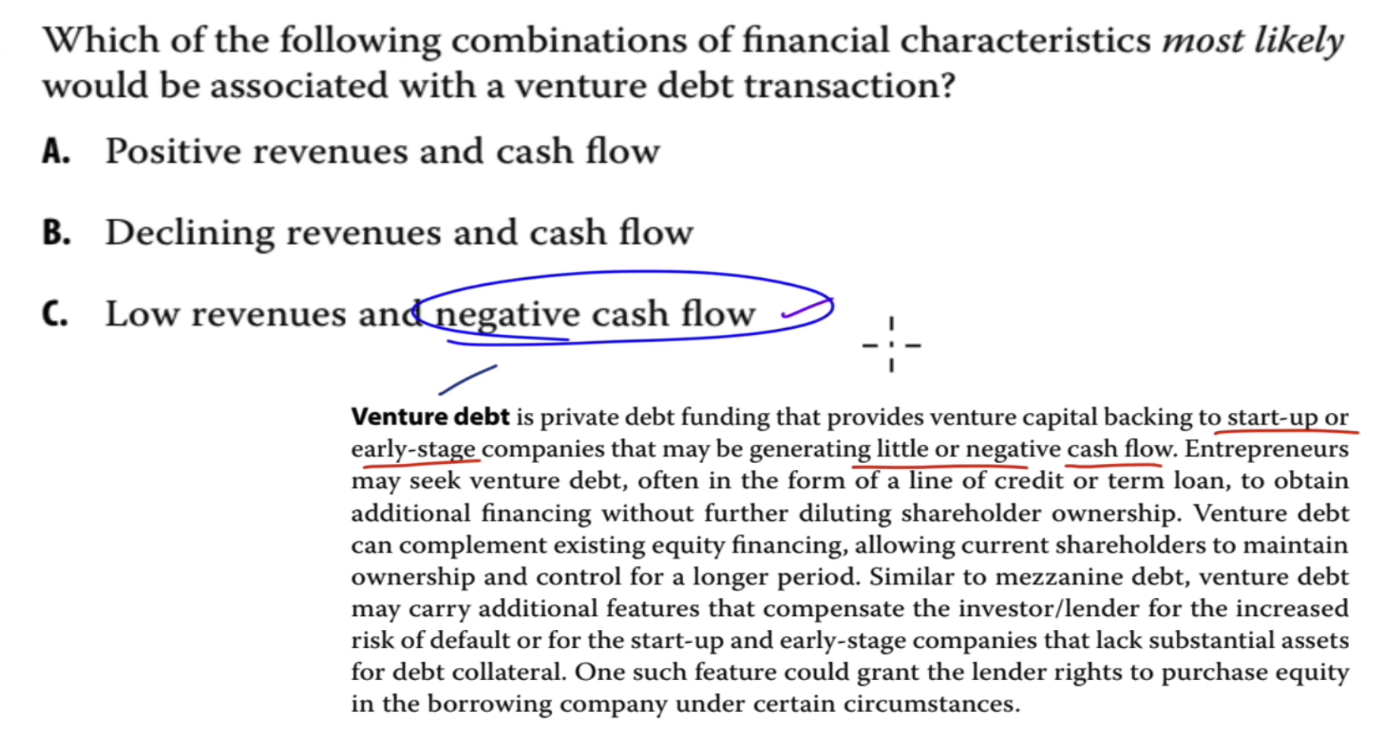 Which of the following combinations of financial characteristics most likely
would be associated with a venture debt transaction?
A. Positive revenues and cash flow
B. Declining revenues and cash flow
C. Low revenues and negative cash flow
Venture debt is private debt funding that provides venture capital backing to start-up or
early-stage companies that may be generating little or negative cash flow. Entrepreneurs
may seek venture debt, often in the form of a line of credit or term loan, to obtain
additional financing without further diluting shareholder ownership. Venture debt
can complement existing equity financing, allowing current shareholders to maintain
ownership and control for a longer period. Similar to mezzanine debt, venture debt
may carry additional features that compensate the investor/lender for the increased
risk of default or for the start-up and early-stage companies that lack substantial assets
for debt collateral. One such feature could grant the lender rights to purchase equity
in the borrowing company under certain circumstances.